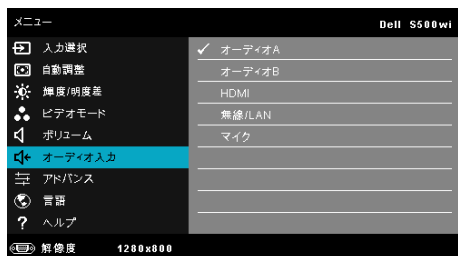 メニュー
Dell S500wi
入力選択
自動調整
輝度/明度差
ビデオモード
ボリューム
オーディオ入力
アドバンス
言語
? ヘルプ
✓ オーディオA
オーディオB
HDMI
無線/LAN
マイク
解像度 1280x800